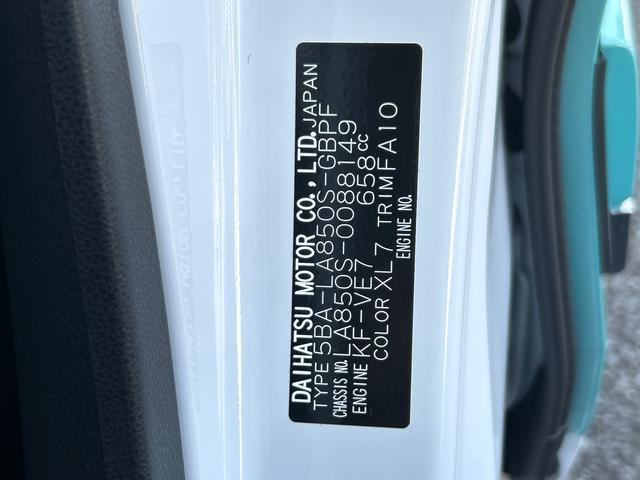 DAIHATSU MOTOR CO., LTD. JAPAN
TYPE 5BA-LA850S-GBPF
CHASSIS NO. LA850S-0088149
ENGINE KF-VE7 658cc
COLOR XL7 TRIM FA10
ENGINE NO.